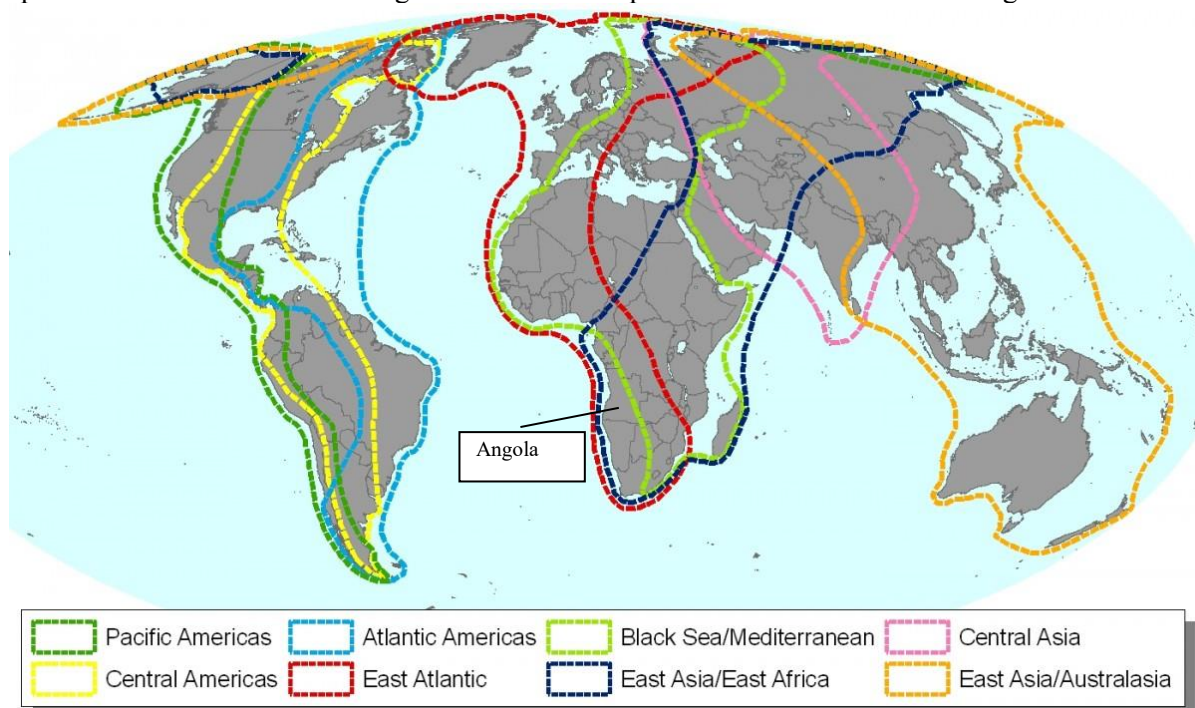 Angola
Pacific Americas Atlantic Americas Black Sea/Mediterranean Central Asia
Central Americas East Atlantic East Asia/East Africa East Asia/Australasia